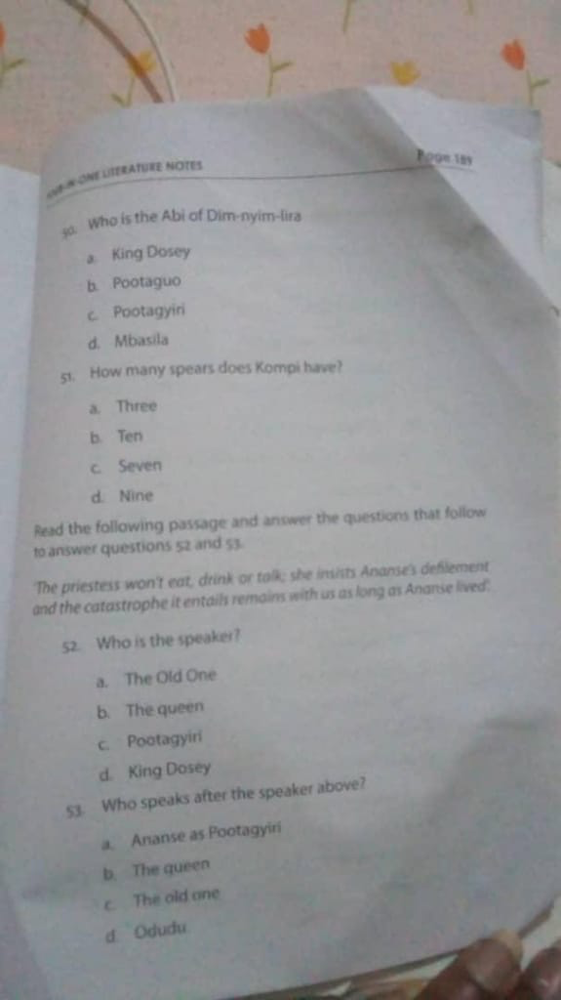 IN-ONE LITERATURE NOTES
Page 189
50. Who is the Abi of Dim-nyim-lira
a. King Dosey
b. Pootaguo
c. Pootagyiri
d. Mbasila
51. How many spears does Kompi have?
a. Three
b. Ten
c. Seven
d. Nine
Read the following passage and answer the questions that follow
to answer questions 52 and 53.
'The priestess won't eat, drink or talk; she insists Ananse's defilement
and the catastrophe it entails remains with us as long as Ananse lived'.
52. Who is the speaker?
a. The Old One
b. The queen
c. Pootagyiri
d. King Dosey
53. Who speaks after the speaker above?
a. Ananse as Pootagyiri
b. The queen
c. The old one
d. Odudu